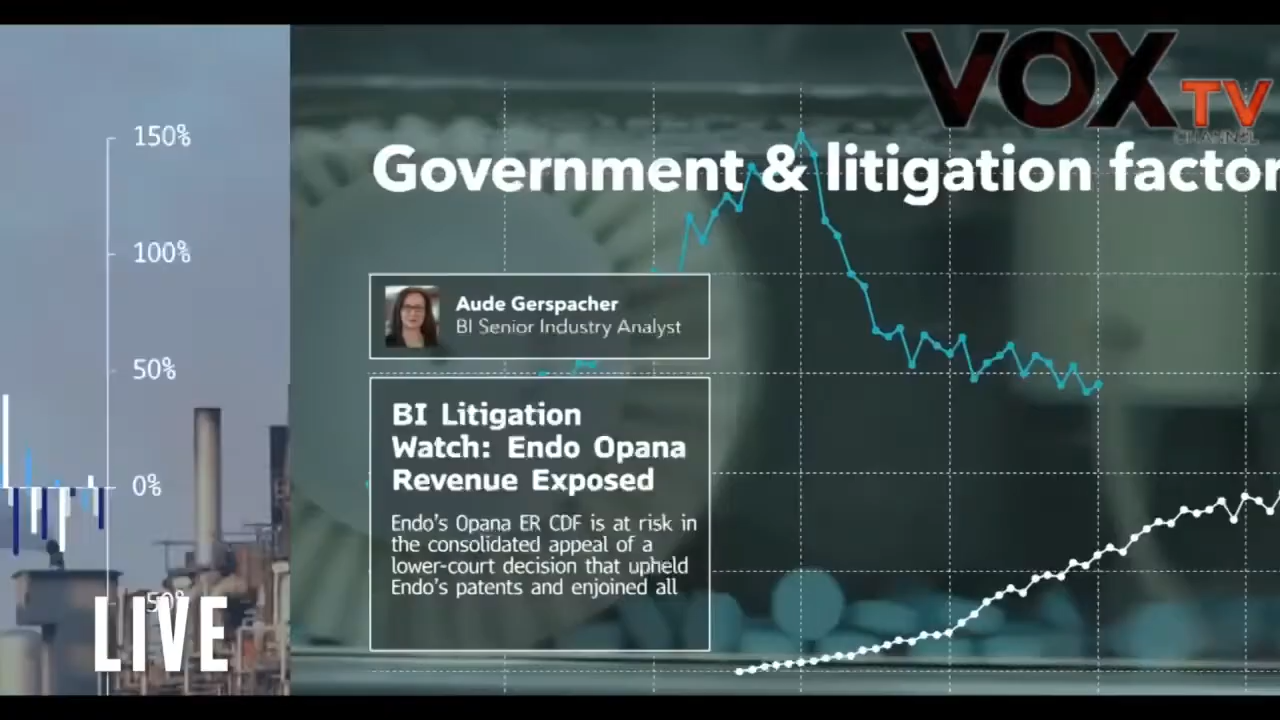 VOX TV
CHANNEL
150%
100%
50%
0%
50%
LIVE
Government & litigation factor
Aude Gerspacher
BI Senior Industry Analyst
BI Litigation
Watch: Endo Opana
Revenue Exposed
Endo's Opana ER CDF is at risk in
the consolidated appeal of a
lower-court decision that upheld
Endo's patents and enjoined all